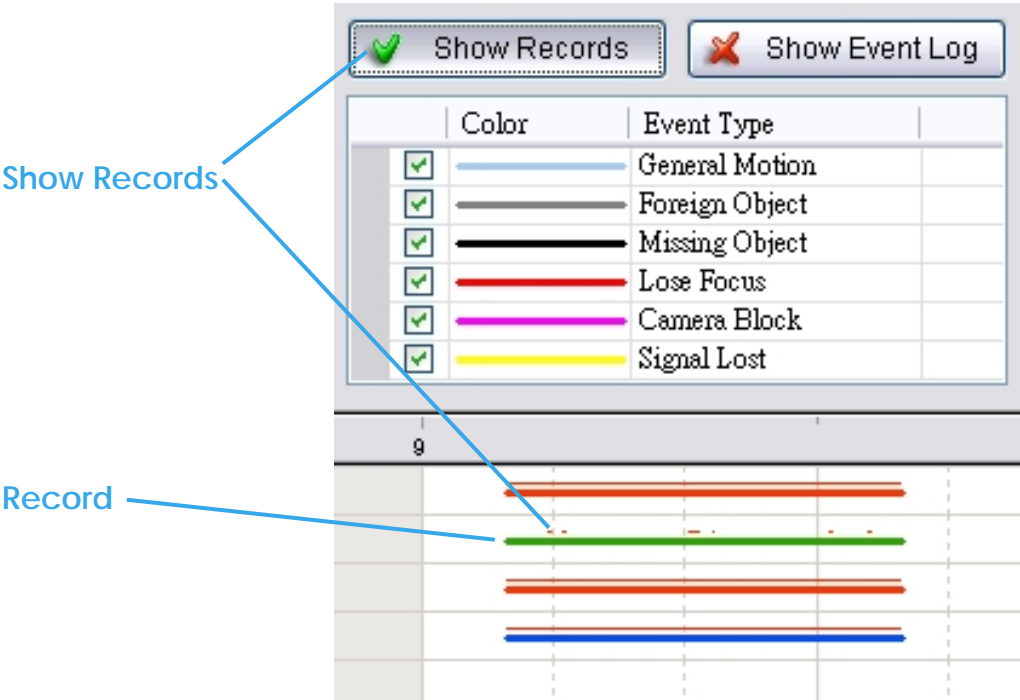 Show Records Show Event Log
Color Event Type
General Motion
Show Records
Foreign Object
Missing Object
Lose Focus
Camera Block
Signal Lost
9
Record